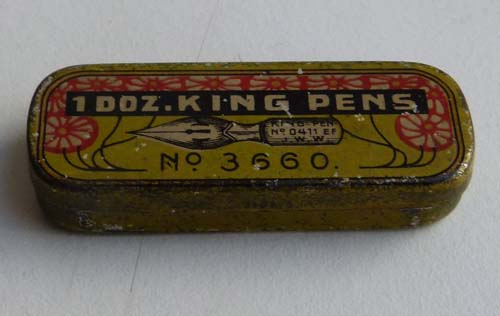 1 DOZ. KING PENS
KING-PEN
No 0411 EF
J.W.W
No 3660.